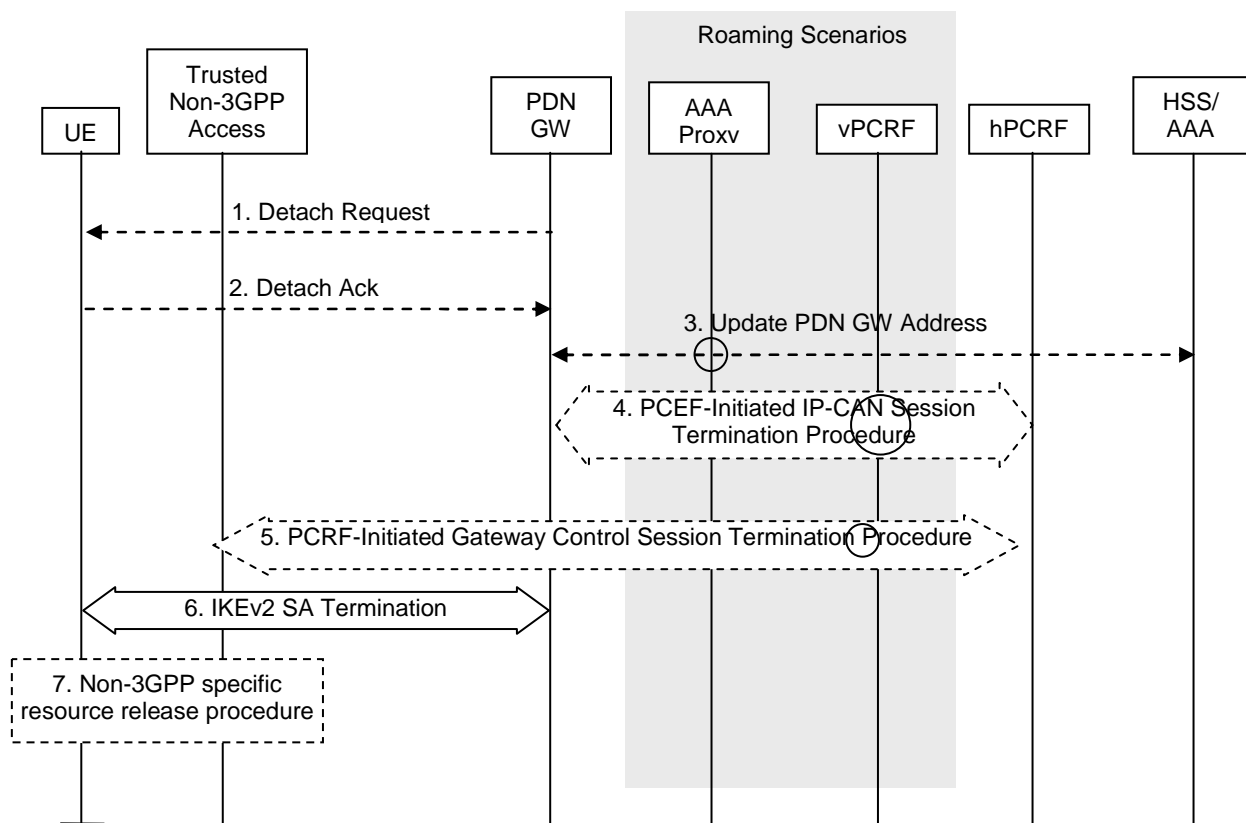 Roaming Scenarios
UE
Trusted
Non-3GPP
Access
PDN
GW
AAA
Proxv
vPCRF
hPCRF
HSS/
AAA
1. Detach Request
2. Detach Ack
3. Update PDN GW Address
4. PCEF-Initiated IP-CAN Session
Termination Procedure
5. PCRF-Initiated Gateway Control Session Termination Procedure
6. IKEv2 SA Termination
7. Non-3GPP specific
resource release procedure